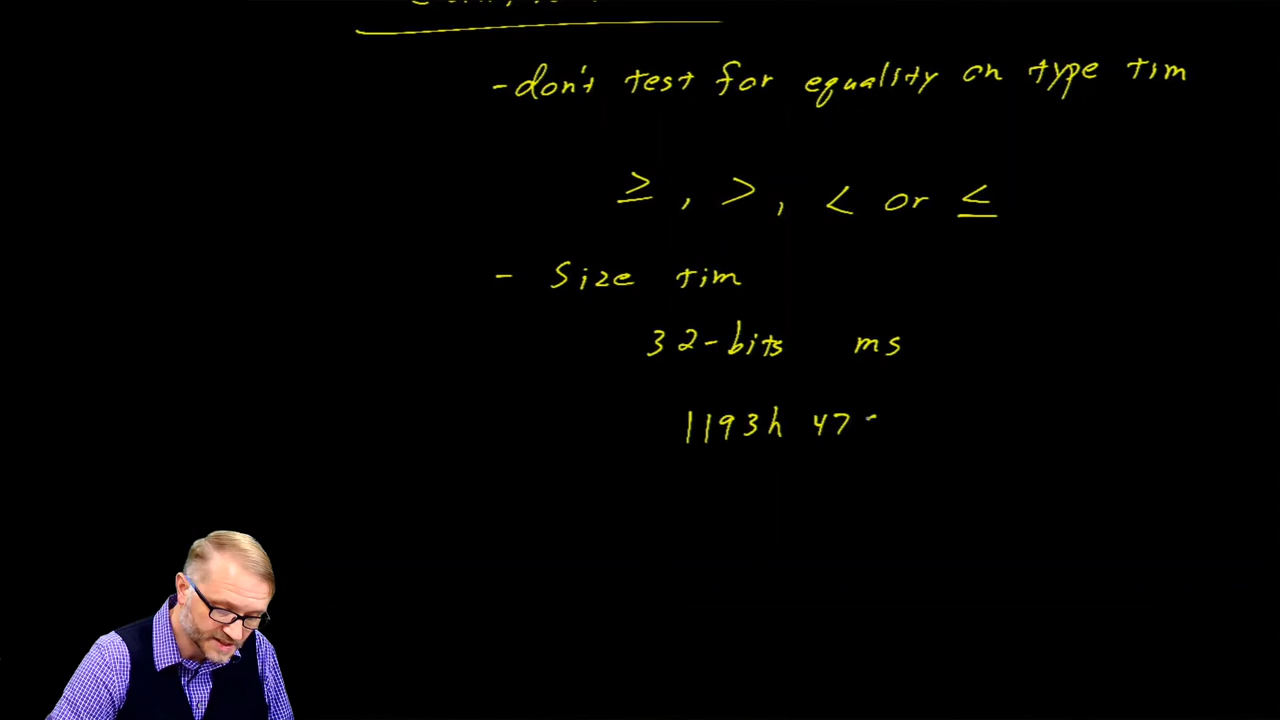 - don't test for equality on type tim
≥, >, < or ≤
- Size tim
32-bits ms
1193h 47